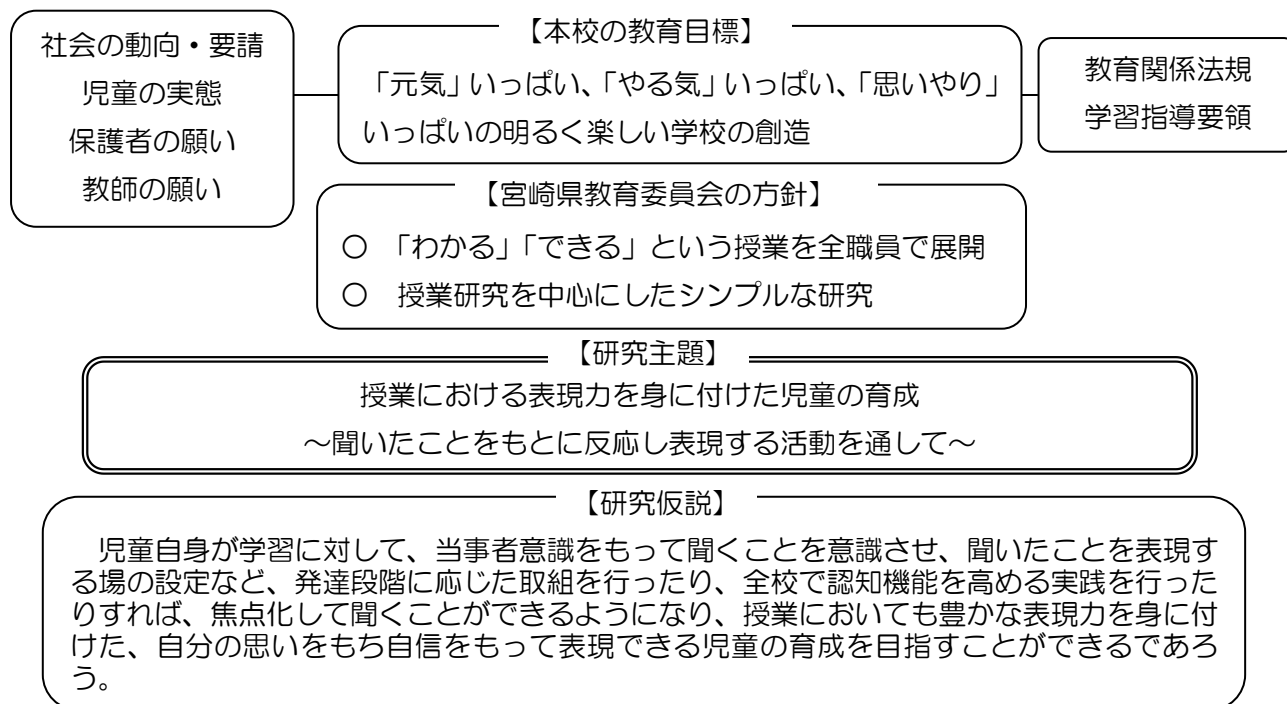 社会の動向・要請
児童の実態
保護者の願い
教師の願い
【本校の教育目標】
「元気」いっぱい、「やる気」いっぱい、「思いやり」
いっぱいの明るく楽しい学校の創造
教育関係法規
学習指導要領
【宮崎県教育委員会の方針】
○ 「わかる」「できる」という授業を全職員で展開
○ 授業研究を中心にしたシンプルな研究
【研究主題】
授業における表現力を身に付けた児童の育成
～聞いたことをもとに反応し表現する活動を通して～
【研究仮説】
児童自身が学習に対して、当事者意識をもって聞くことを意識させ、聞いたことを表現す
る場の設定など、発達段階に応じた取組を行ったり、全校で認知機能を高める実践を行った
りすれば、焦点化して聞くことができるようになり、授業においても豊かな表現力を身に付
けた、自分の思いをもち自信をもって表現できる児童の育成を目指すことができるであろ
う。